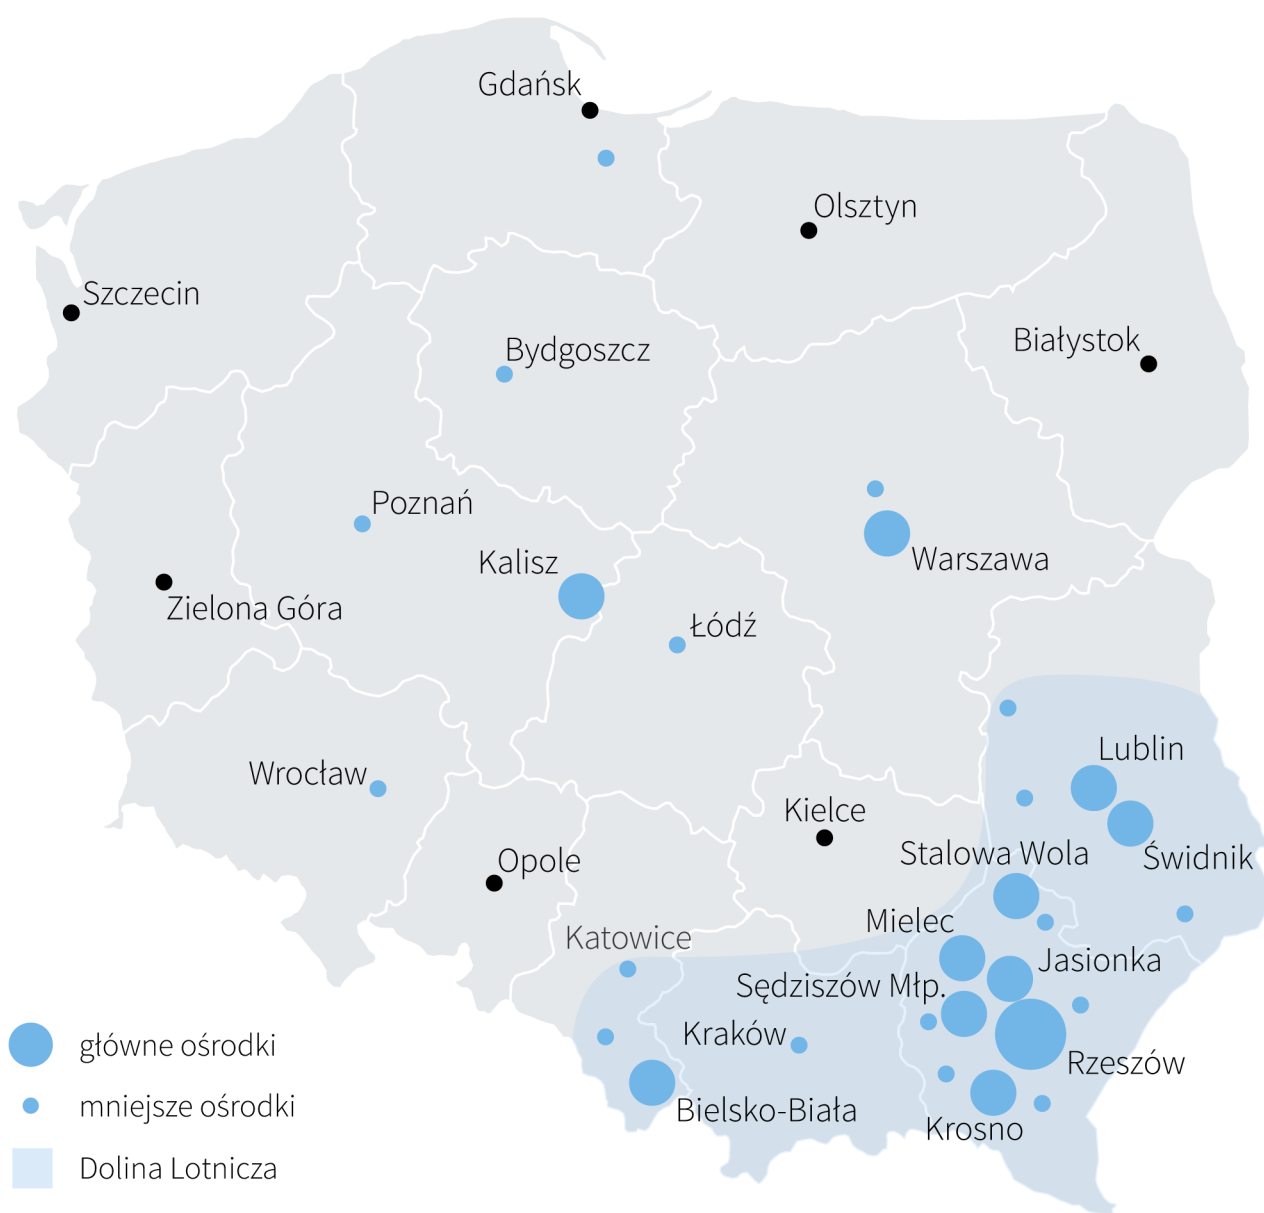 Gdańsk
Olsztyn
Szczecin
Białystok
Bydgoszcz
Poznań
Kalisz
Warszawa
Zielona Góra
Łódź
Lublin
Wrocław
Kielce
Stalowa Wola
Świdnik
Opole
Mielec
Katowice
Jasionka
Sędziszów Młp.
Kraków
Rzeszów
Bielsko-Biała
Krosno
główne ośrodki
mniejsze ośrodki
Dolina Lotnicza